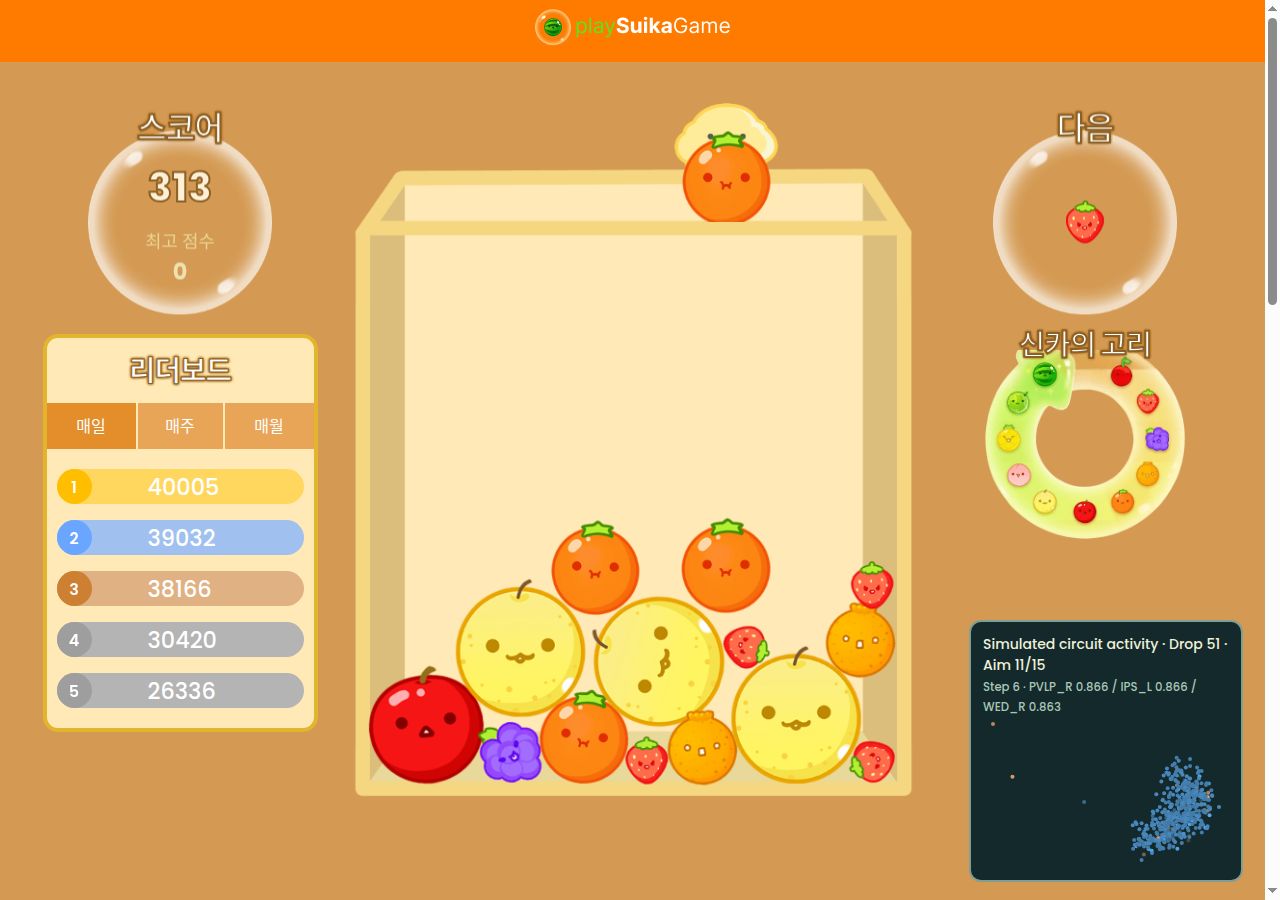 playSuikaGame
스코어
313
최고 점수
0
리더보드
매일 매주 매월
1 40005
2 39032
3 38166
4 30420
5 26336
다음
신카의 고리
Simulated circuit activity · Drop 51 ·
Aim 11/15
Step 6 · PVLP_R 0.866 / IPS_L 0.866 /
WED_R 0.863